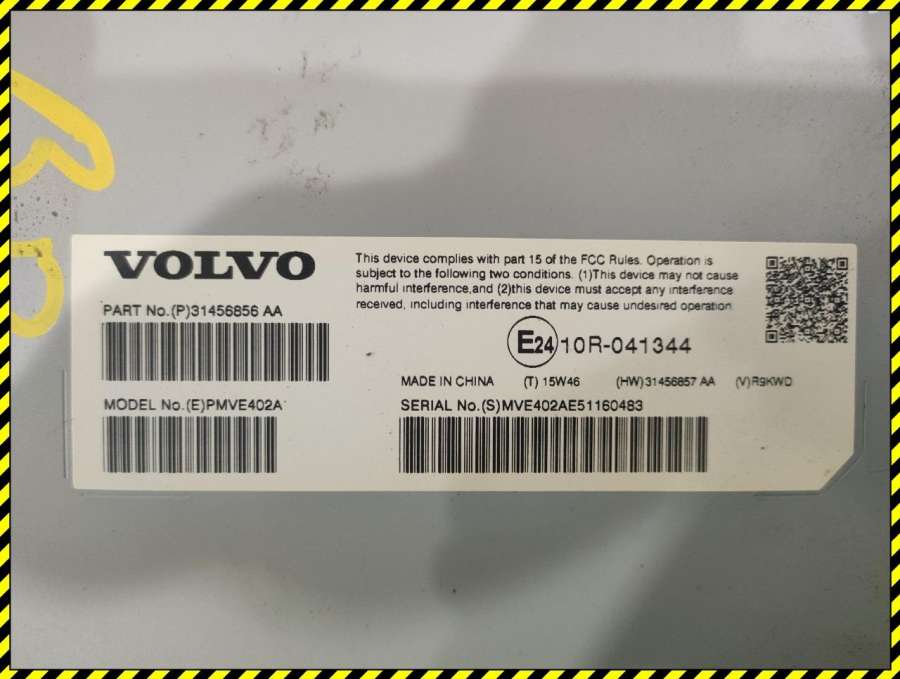 VOLVO
This device complies with part 15 of the FCC Rules. Operation is
subject to the following two conditions. (1)This device may not cause
harmful interference,and (2)this device must accept any interference
received, including interference that may cause undesired operation
PART No.(P)31456856 AA
E24 10R-041344
MADE IN CHINA (T) 15W46 (HW)31456857 AA (V)R9KWD
MODEL No.(E)PMVE402A
SERIAL No.(S)MVE402AE51160483